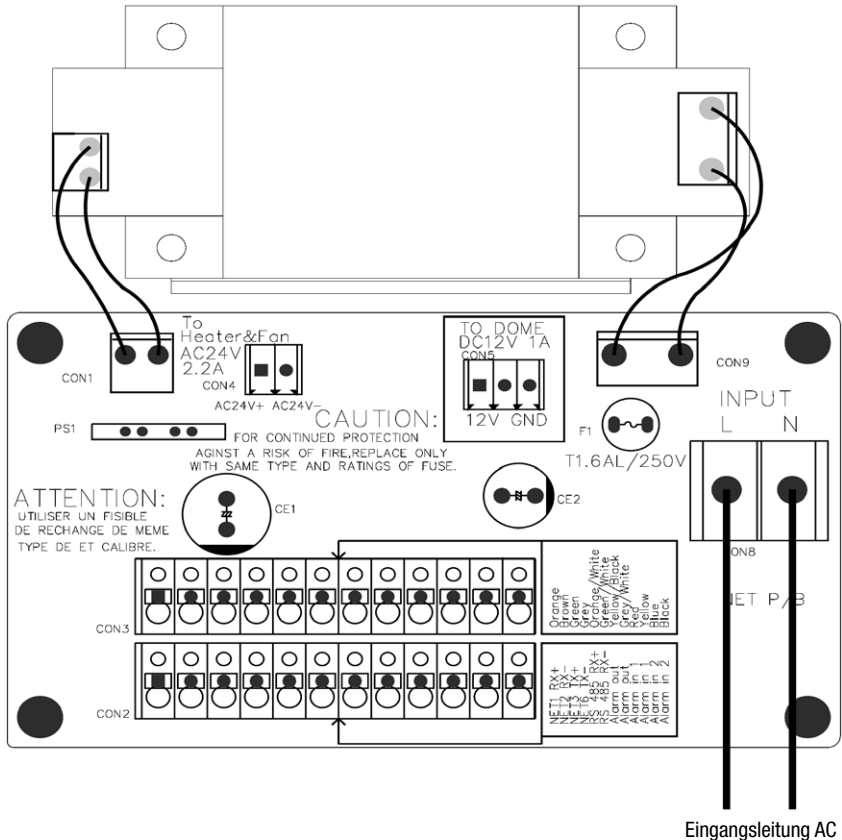 To
Heater&Fan
AC24V
2.2A
CON1
CON4
AC24V+ AC24V-
TO DOME
DC12V 1A
CON5
12V GND
CON9
INPUT
L N
F1
T1.6AL/250V
PS1
CAUTION:
FOR CONTINUED PROTECTION
AGINST A RISK OF FIRE,REPLACE ONLY
WITH SAME TYPE AND RATINGS OF FUSE.
ATTENTION:
UTILISER UN FISIBLE
DE RECHANGE DE MEME
TYPE DE ET CALIBRE.
CE1
CE2
ON8
NET P/B
CON3
Orange
Brown
Green
Grey
Orange/White
Green/White
Yellow/Black
Grey/White
Red
Yellow
Blue
Black
CON2
NET1 RX+
NET2 RX-
NET3 TX+
NET6 TX-
RS 485 RX+
RS 485 RX-
Alarm out
Alarm out
Alarm in 1
Alarm in 1
Alarm in 2
Alarm in 2
Eingangsleitung AC